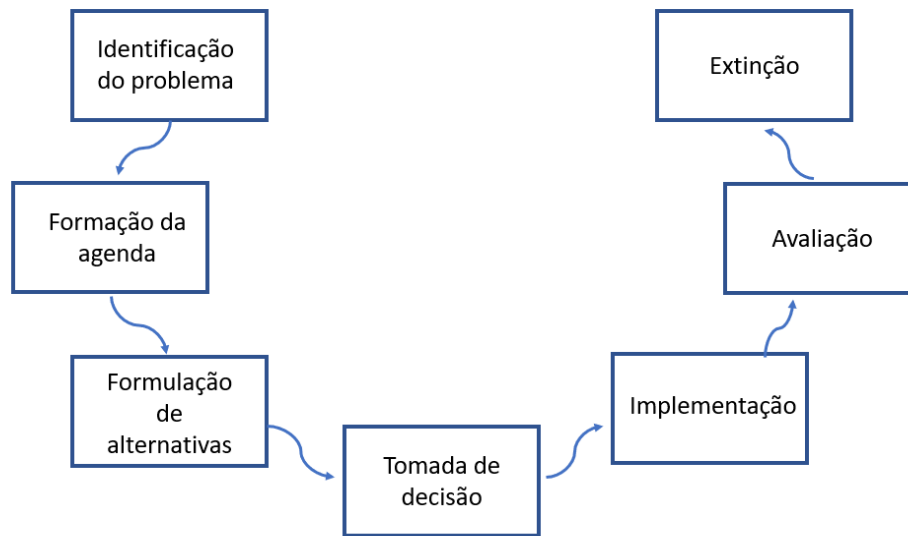 Identificação
do problema
Formação da
agenda
Formulação
de
alternativas
Tomada de
decisão
Implementação
Avaliação
Extinção